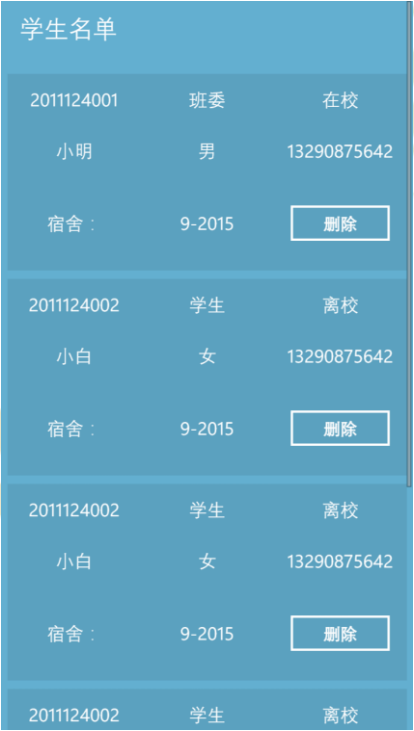 学生名单
2011124001 班委 在校
小明 男 13290875642
宿舍： 9-2015 删除
2011124002 学生 离校
小白 女 13290875642
宿舍： 9-2015 删除
2011124002 学生 离校
小白 女 13290875642
宿舍： 9-2015 删除
2011124002 学生 离校